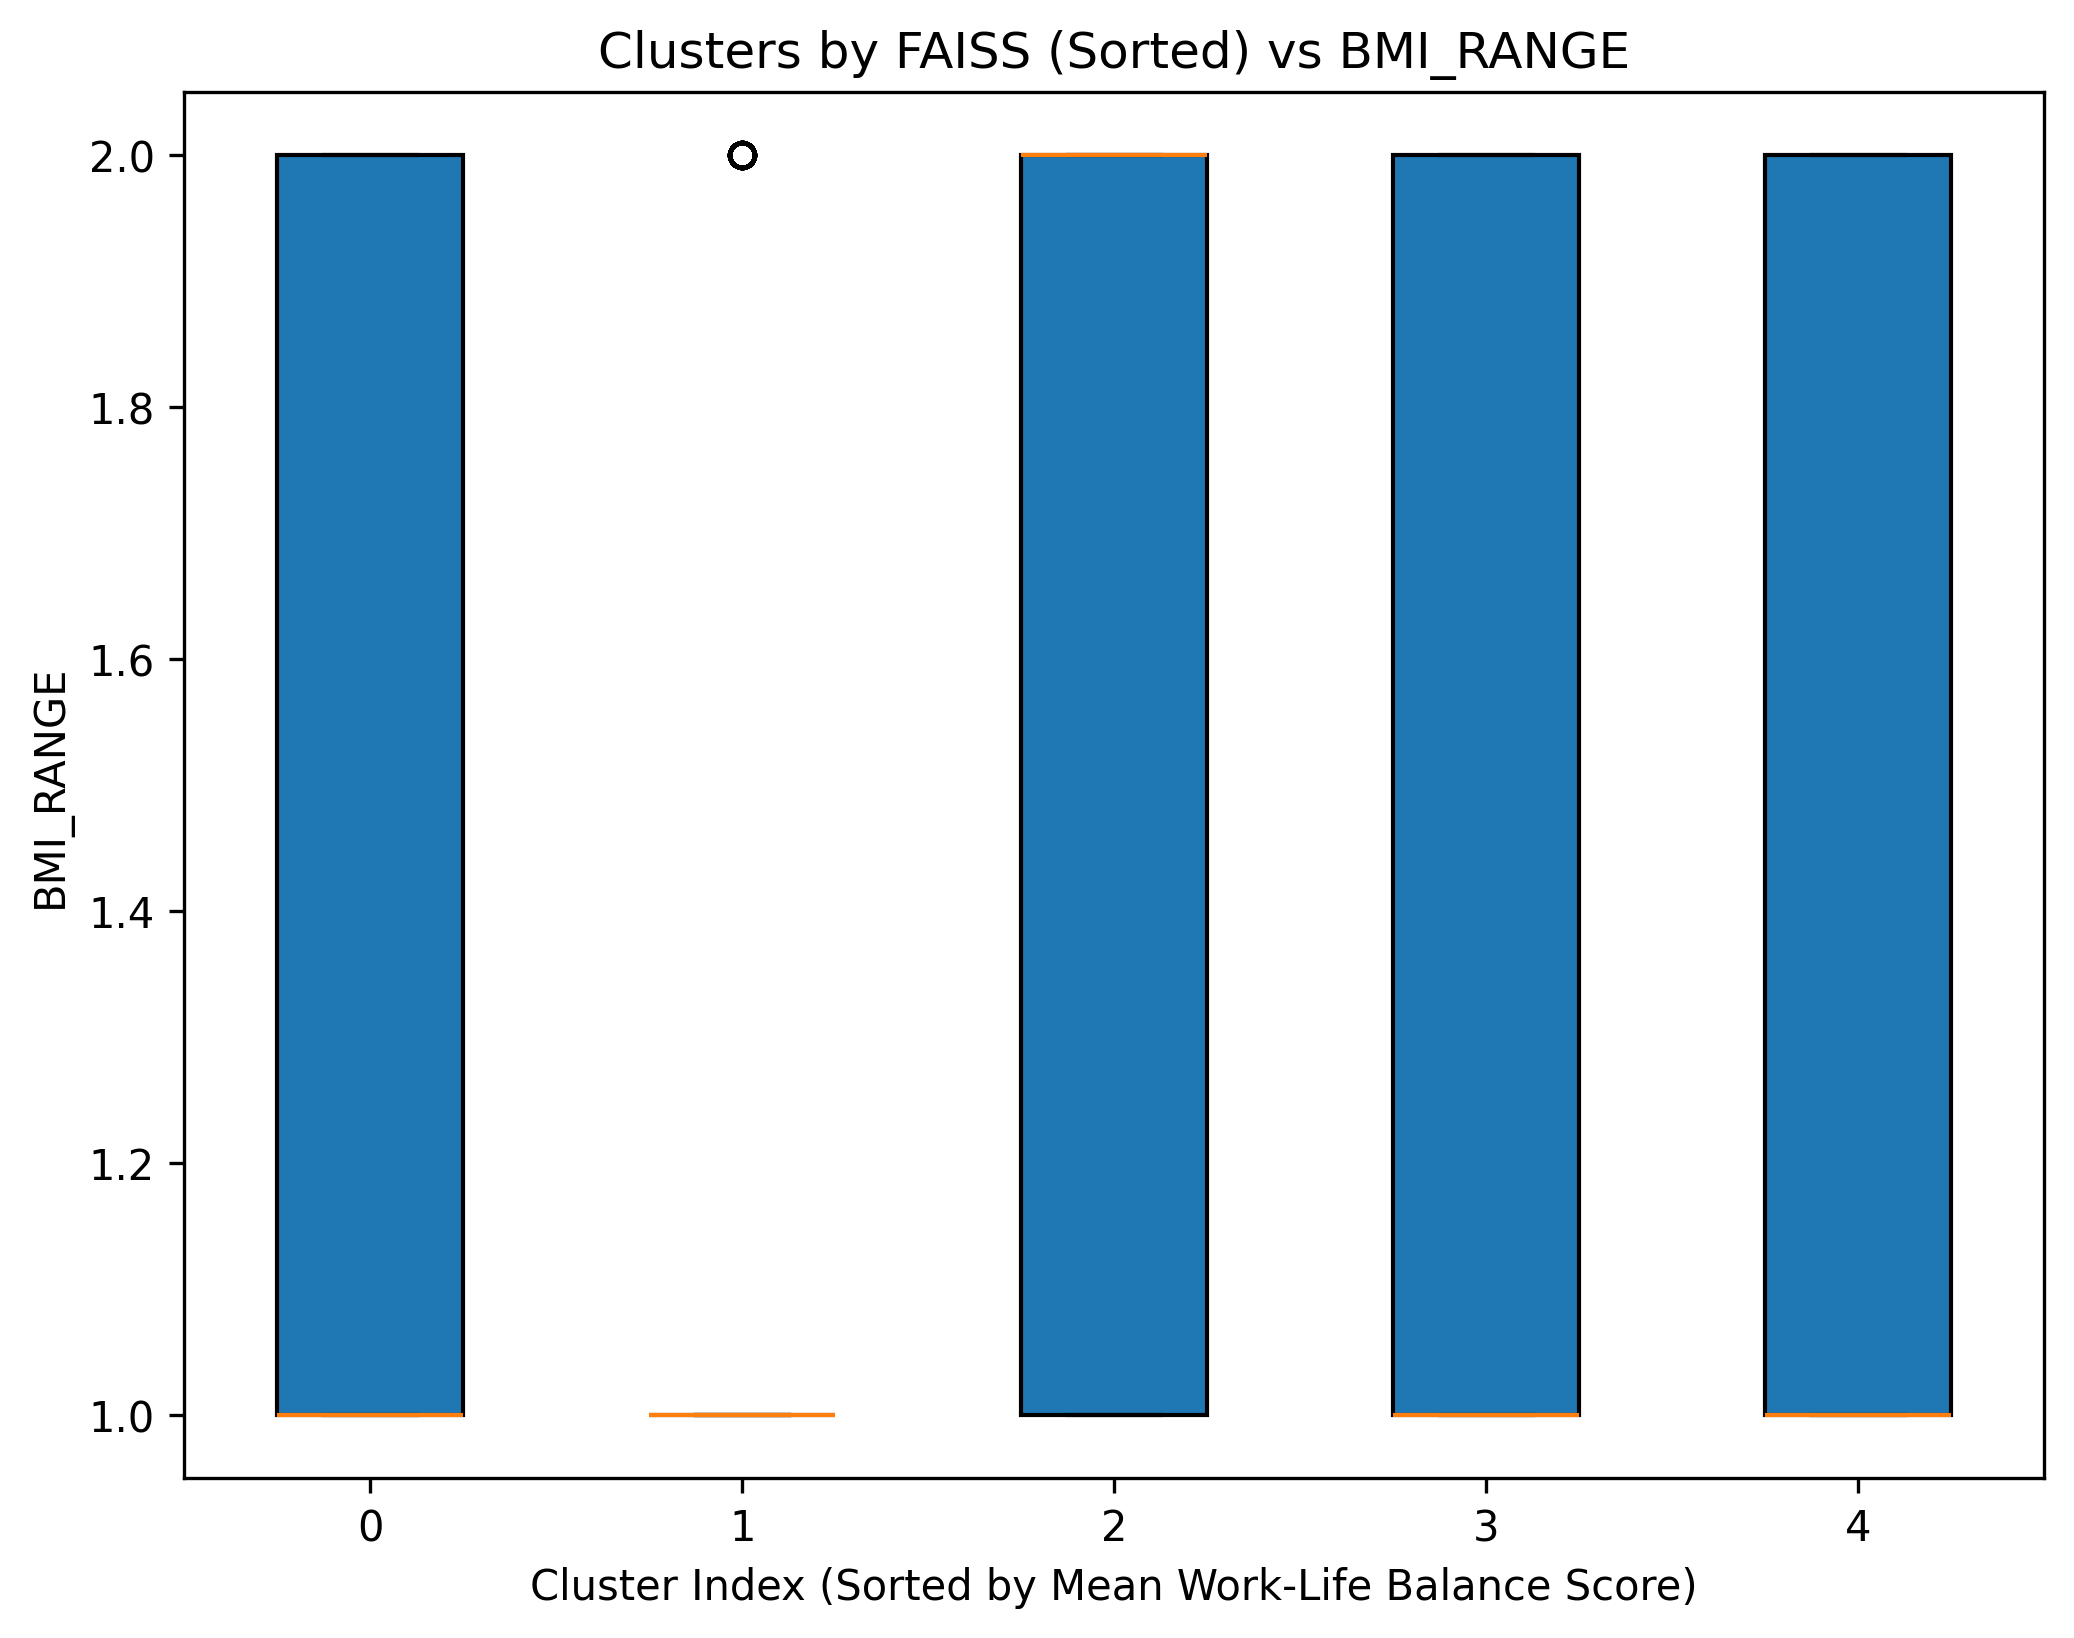 Clusters by FAISS (Sorted) vs BMI_RANGE
BMI_RANGE
2.0
1.8
1.6
1.4
1.2
1.0
0 1 2 3 4
Cluster Index (Sorted by Mean Work-Life Balance Score)